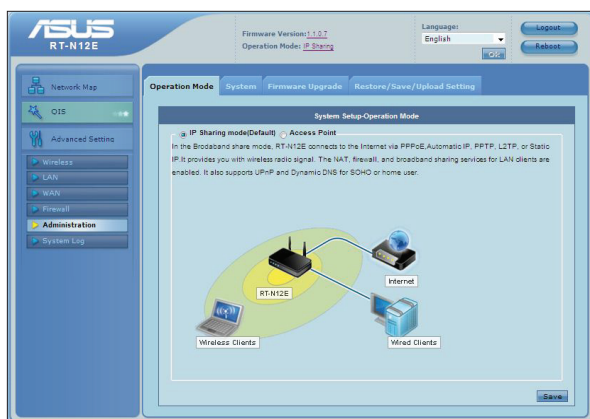 ASUS
RT-N12E
Firmware Version:1.1.0.7
Operation Mode: IP Sharing
Language:
English
OK
Logout
Reboot
Network Map
OIS
Advanced Setting
Wireless
LAN
WAN
Firewall
Administration
System Log
Operation Mode
System
Firmware Upgrade
Restore/Save/Upload Setting
System Setup-Operation Mode
IP Sharing mode(Default) Access Point
In the Brodaband share mode, RT-N12E connects to the Internet via PPPoE,Automatic IP, PPTP, L2TP, or Static
IP.It provides you with wireless radio signal. The NAT, firewall, and broadband sharing services for LAN clients are
enabled. It also supports UPnP and Dynamic DNS for SOHO or home user.
Internet
RT-N12E
Wireless Clients
Wired Clients
Save